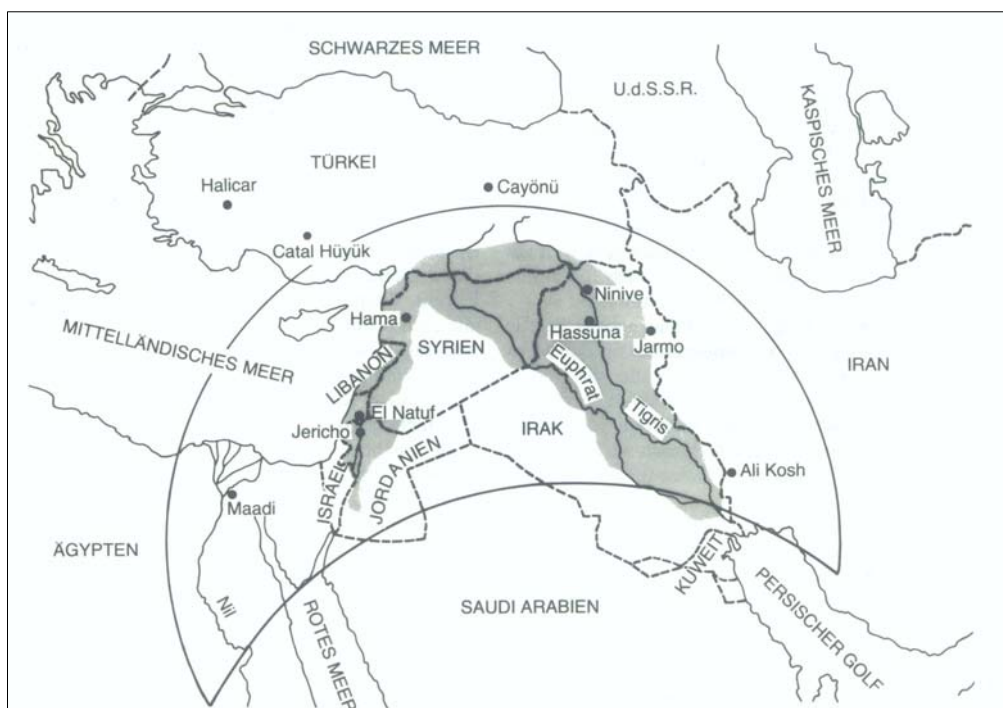 SCHWARZES MEER
U.d.S.S.R.
KASPISCHES MEER
TÜRKEI
Halicar
Cayönü
Catal Hüyük
Ninive
Hama
Hassuna
Jarmo
MITTELLÄNDISCHES MEER
SYRIEN
IRAN
LIBANON
Euphrat
El Natuf
Jericho
IRAK
Tigris
ISRAEL
JORDANIEN
Ali Kosh
Maadi
ÄGYPTEN
KUWEIT
Nil
ROTES MEER
SAUDI ARABIEN
PERSISCHER GOLF